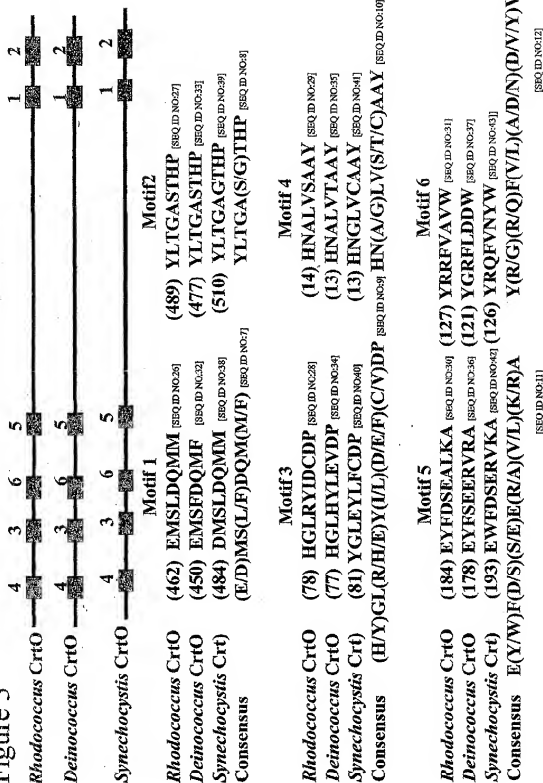 Figure 5
4 3 6 5 1 2
Rhodococcus CrtO
4 3 6 5 1 2
Deinococcus CrtO
4 3 6 5 1 2
Synechocystis CrtO
Motif 1 Motif2
Rhodococcus CrtO (462) EMSLDQMM [SEQ ID NO:26] (489) YLTGASTHP [SEQ ID NO:27]
Deinococcus CrtO (450) EMSFDQMF [SEQ ID NO:32] (477) YLTGASTHP [SEQ ID NO:33]
Synechocystis Crt) (484) DMSLDQMM [SEQ ID NO:38] (510) YLTGAGTHP [SEQ ID NO:39]
Consensus (E/D)MS(L/F)DQM(M/F) [SEQ ID NO:7] YLTGA(S/G)THP [SEQ ID NO:8]
Motif 3 Motif 4
Rhodococcus CrtO (78) HGLRYIDCDP [SEQ ID NO:28] (14) HNALVSAAY [SEQ ID NO:29]
Deinococcus CrtO (77) HGLHYLEVDP [SEQ ID NO:34] (13) HNALVTAAY [SEQ ID NO:35]
Synechocystis Crt) (81) YGLEYLFCDP [SEQ ID NO:40] (13) HNGLVCAAY [SEQ ID NO:41]
Consensus (H/Y)GL(R/H/E)Y(I/L)(D/E/F)(C/V)DP [SEQ ID NO:9] HN(A/G)LV(S/T/C)AAY [SEQ ID NO:10]
Motif 5 Motif 6
Rhodococcus CrtO (184) EYFDSEALKA [SEQ ID NO:30] (127) YRRFVAVW [SEQ ID NO:31]
Deinococcus CrtO (178) EYFSEERVRA [SEQ ID NO:36] (121) YGRFLDDW [SEQ ID NO:37]
Synechocystis Crt) (193) EWFDSERVKA [SEQ ID NO:42] (126) YRQFVNYW [SEQ ID NO:43]]
Consensus E(Y/W)F(D/S)(S/E)E(R/A)(V/L)(K/R)A Y(R/G)(R/Q)F(V/L)(A/D/N)(D/V/Y)W
[SEQ ID NO:11] [SEQ ID NO:12]